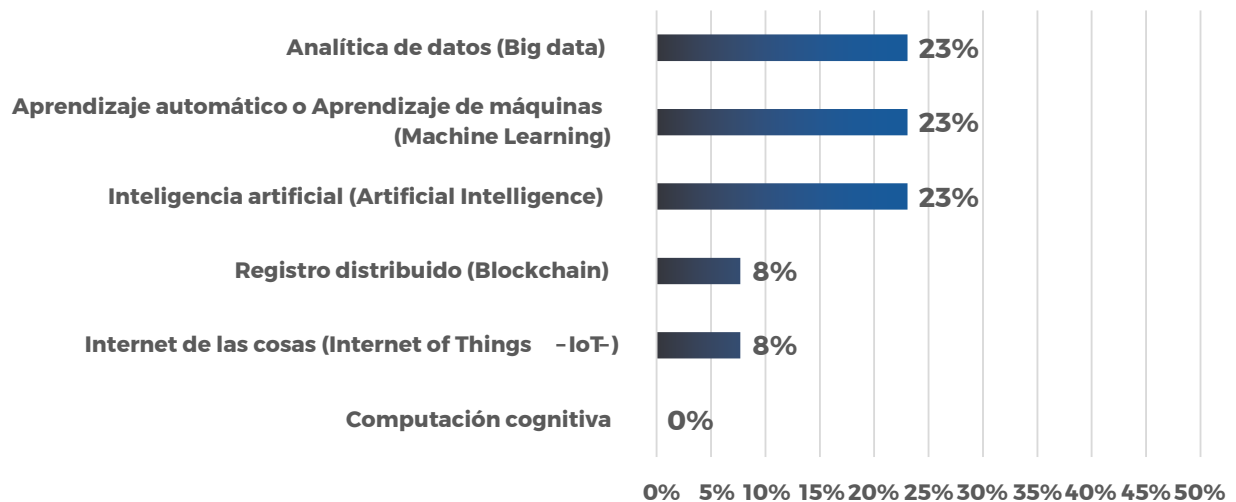 Analítica de datos (Big data) 23%
Aprendizaje automático o Aprendizaje de máquinas
(Machine Learning) 23%
Inteligencia artificial (Artificial Intelligence) 23%
Registro distribuido (Blockchain) 8%
Internet de las cosas (Internet of Things –IoT–) 8%
Computación cognitiva 0%
0% 5% 10% 15% 20% 25% 30% 35% 40% 45% 50%